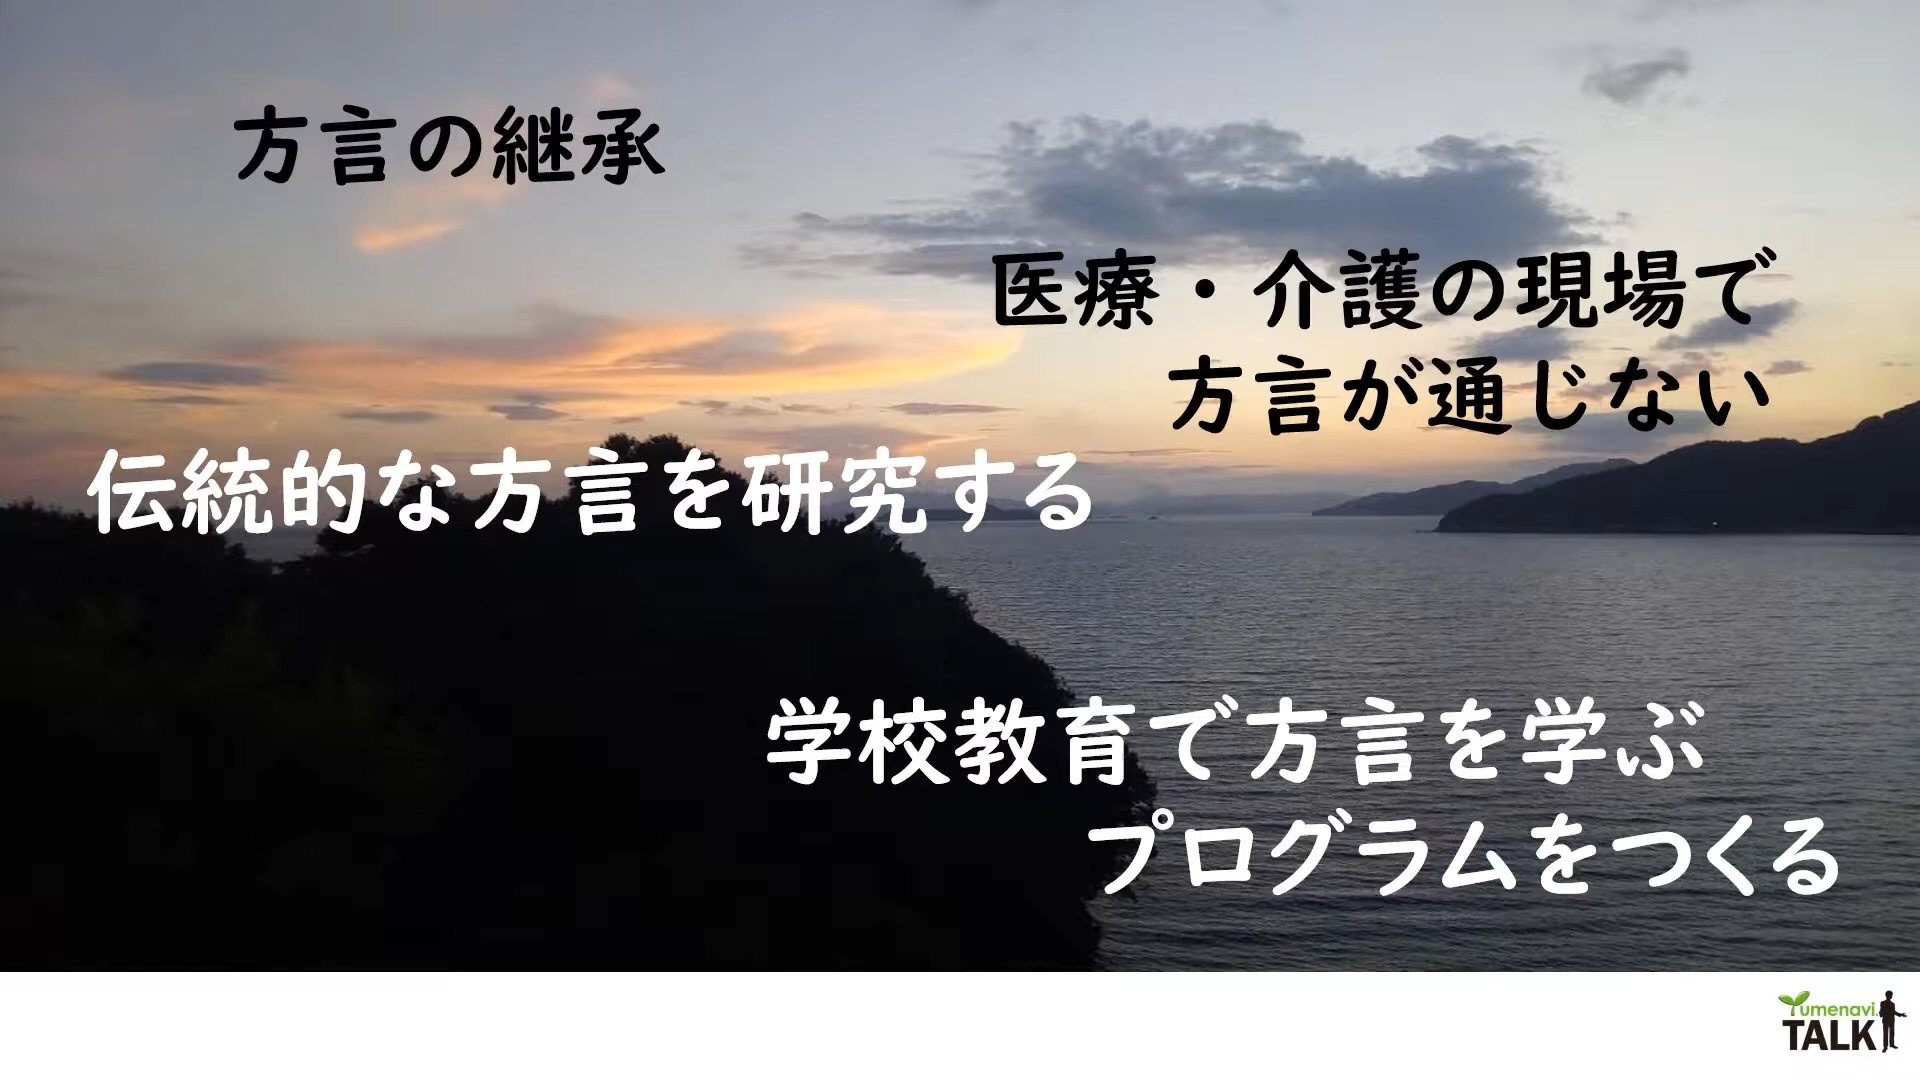 方言の継承
医療・介護の現場で
方言が通じない
伝統的な方言を研究する
学校教育で方言を学ぶ
プログラムをつくる
Yumenavi
TALK